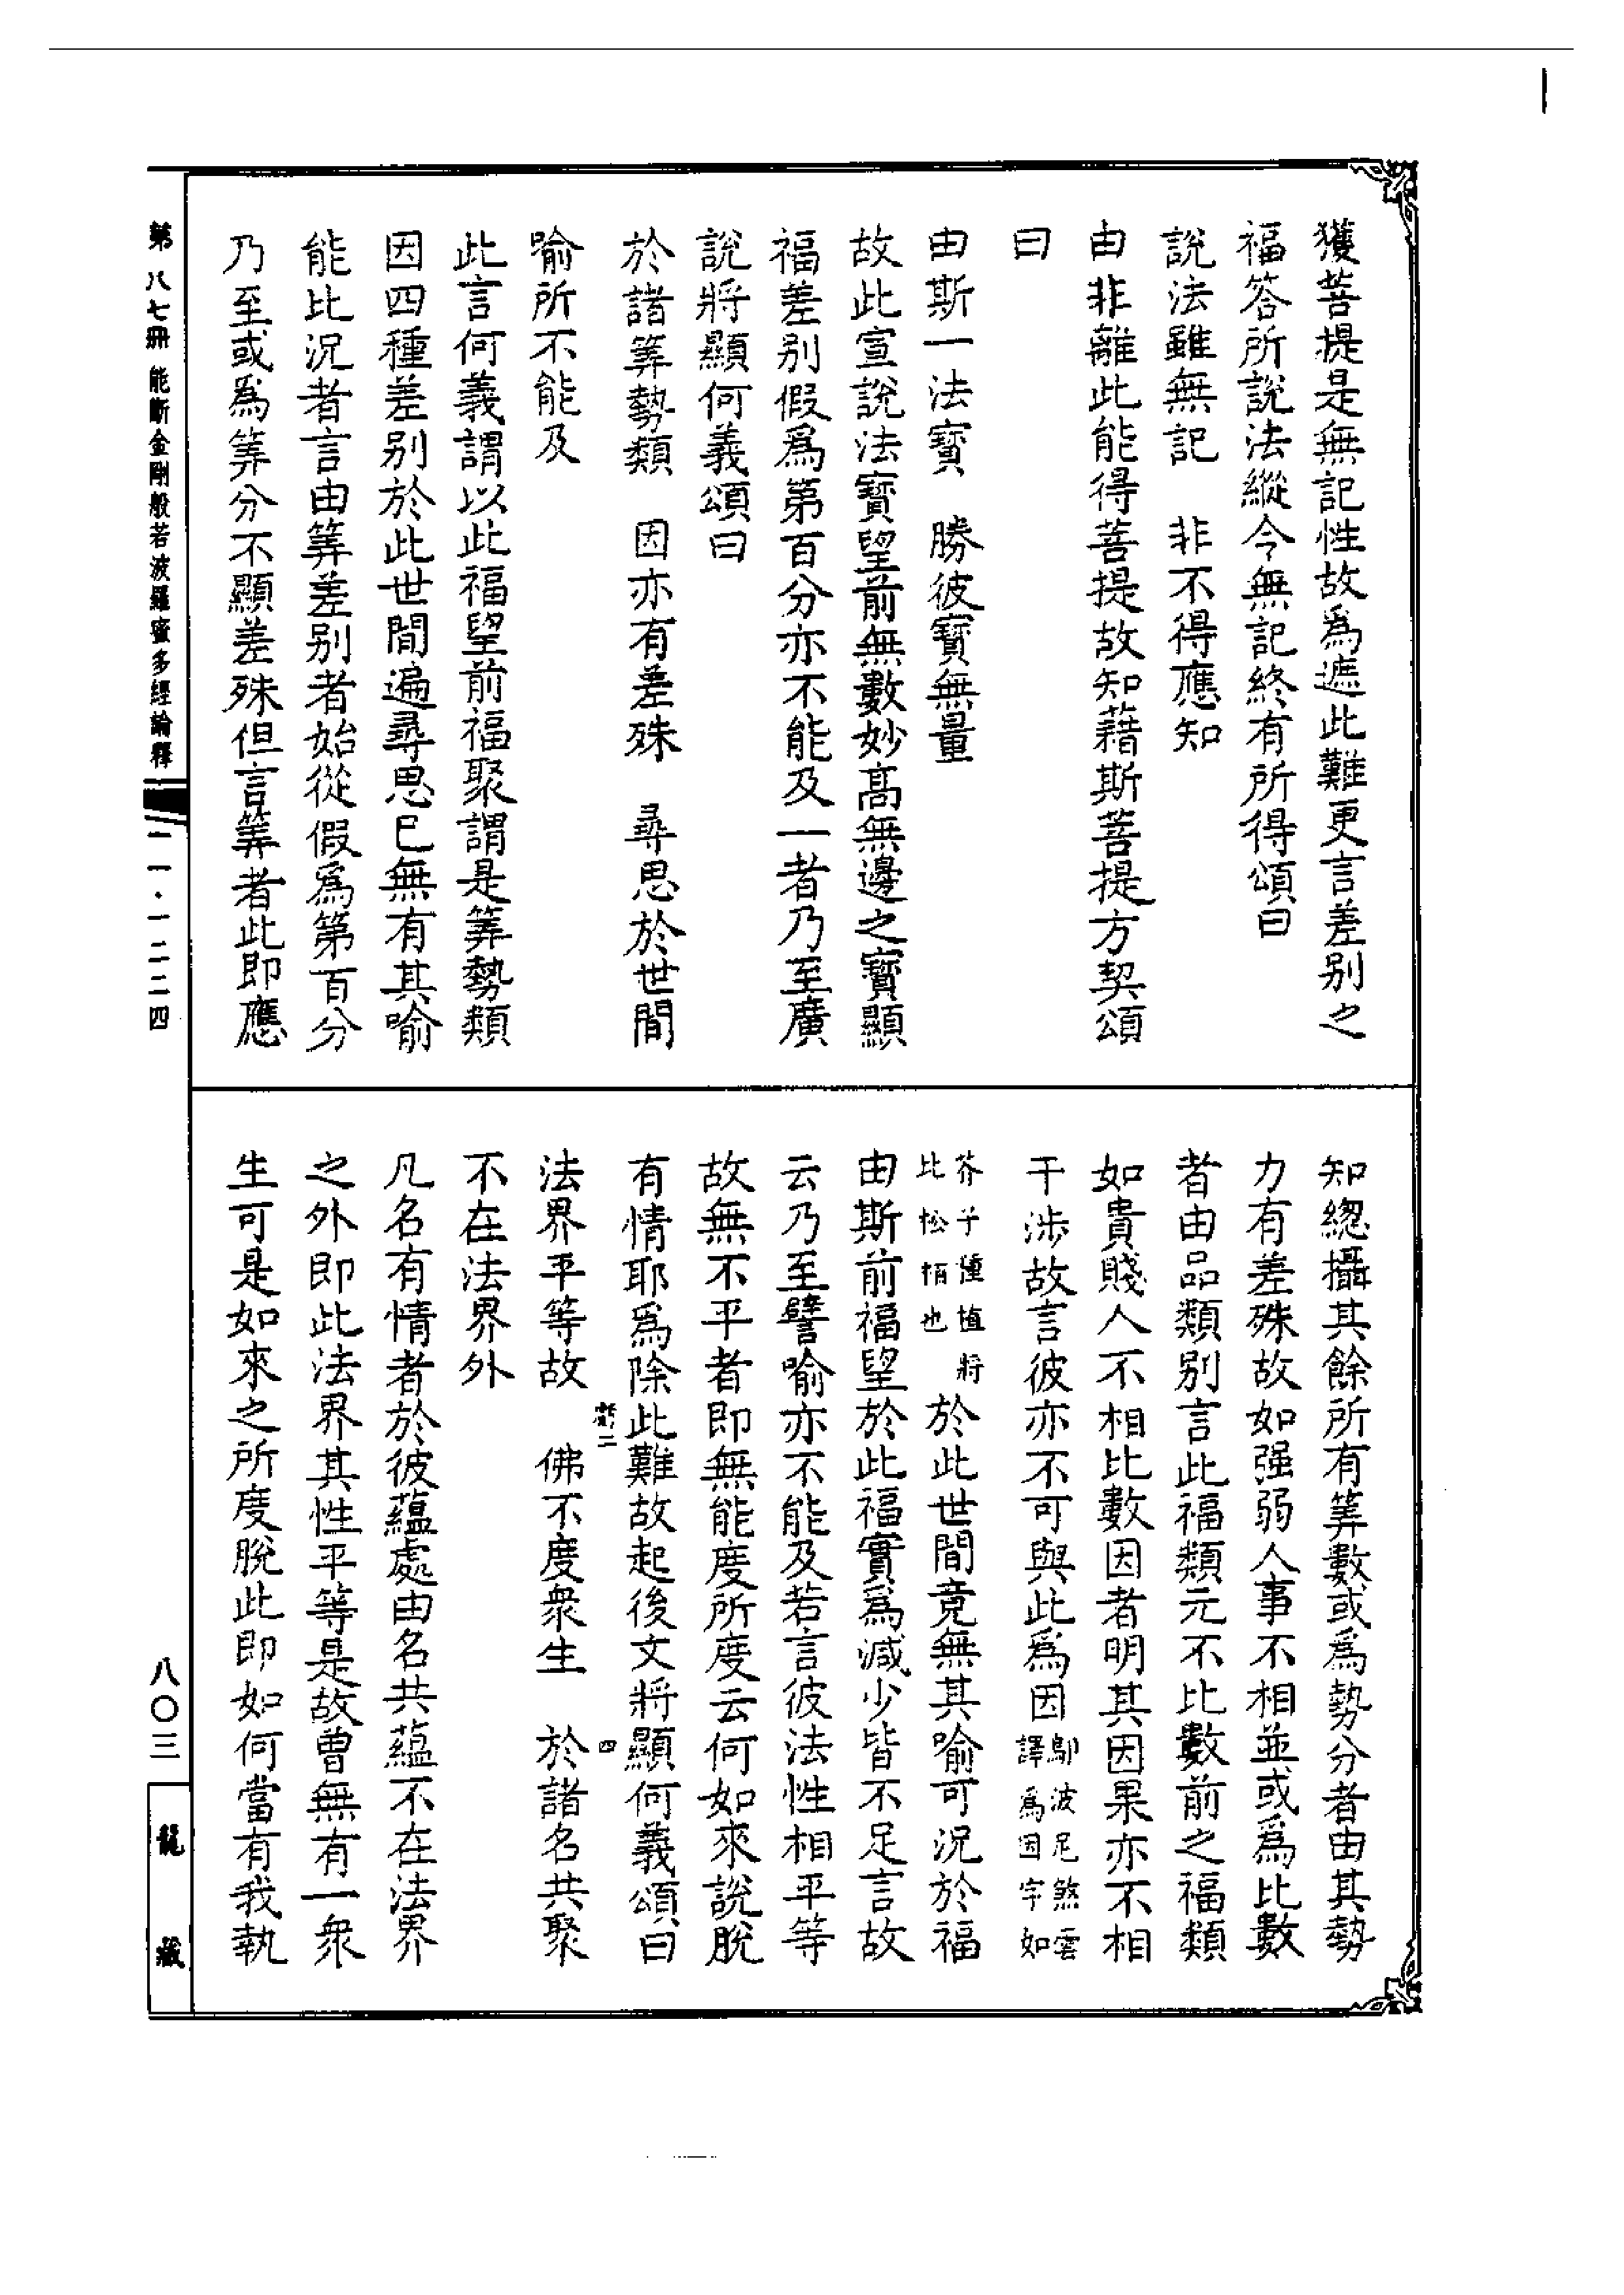 獲菩提是無記性故為遮此難更言差別之
福答所說法縱今無記終有所得頌曰
說法雖無記　非不得應知
由非離此能得菩提故知藉斯菩提方契頌
曰
由斯一法寶　勝彼寶無量
故此宣說法寶望前無數妙高無邊之寶顯
福差別假為第百分亦不能及一者乃至廣
說將顯何義頌曰
於諸筭勢類　因亦有差殊　尋思於世間
喻所不能及
此言何義謂以此福望前福聚謂是筭勢類
因四種差別於此世間遍尋思已無有其喻
能比況者言由筭差別者始從假為第百分
乃至或為筭分不顯差殊但言筭者此即應
知總攝其餘所有筭數或為勢分者由其勢
力有差殊故如强弱人事不相並或為比數
者由品類別言此福類元不比數前之福類
如貴賤人不相比數因者明其因果亦不相
干涉故言彼亦不可與此為因鄔波尼煞曇譯為因字如
芥子種植將比松栢也於此世間竟無其喻可況於福
由斯前福望於此福實為減少皆不足言故
云乃至譬喻亦不能及若言彼法性相平等
故無不平者即無能度所度云何如來說脫
有情耶為除此難故起後文將顯何義頌曰
法界平等故　佛不度衆生　於諸名共聚
不在法界外
凡名有情者於彼蘊處由名共蘊不在法界
之外即此法界其性平等是故曾無有一衆
生可是如來之所度脫此即如何當有我執
第八七冊　能斷金剛般若波羅蜜多經論釋
二一·一二二四
八〇三
龍藏